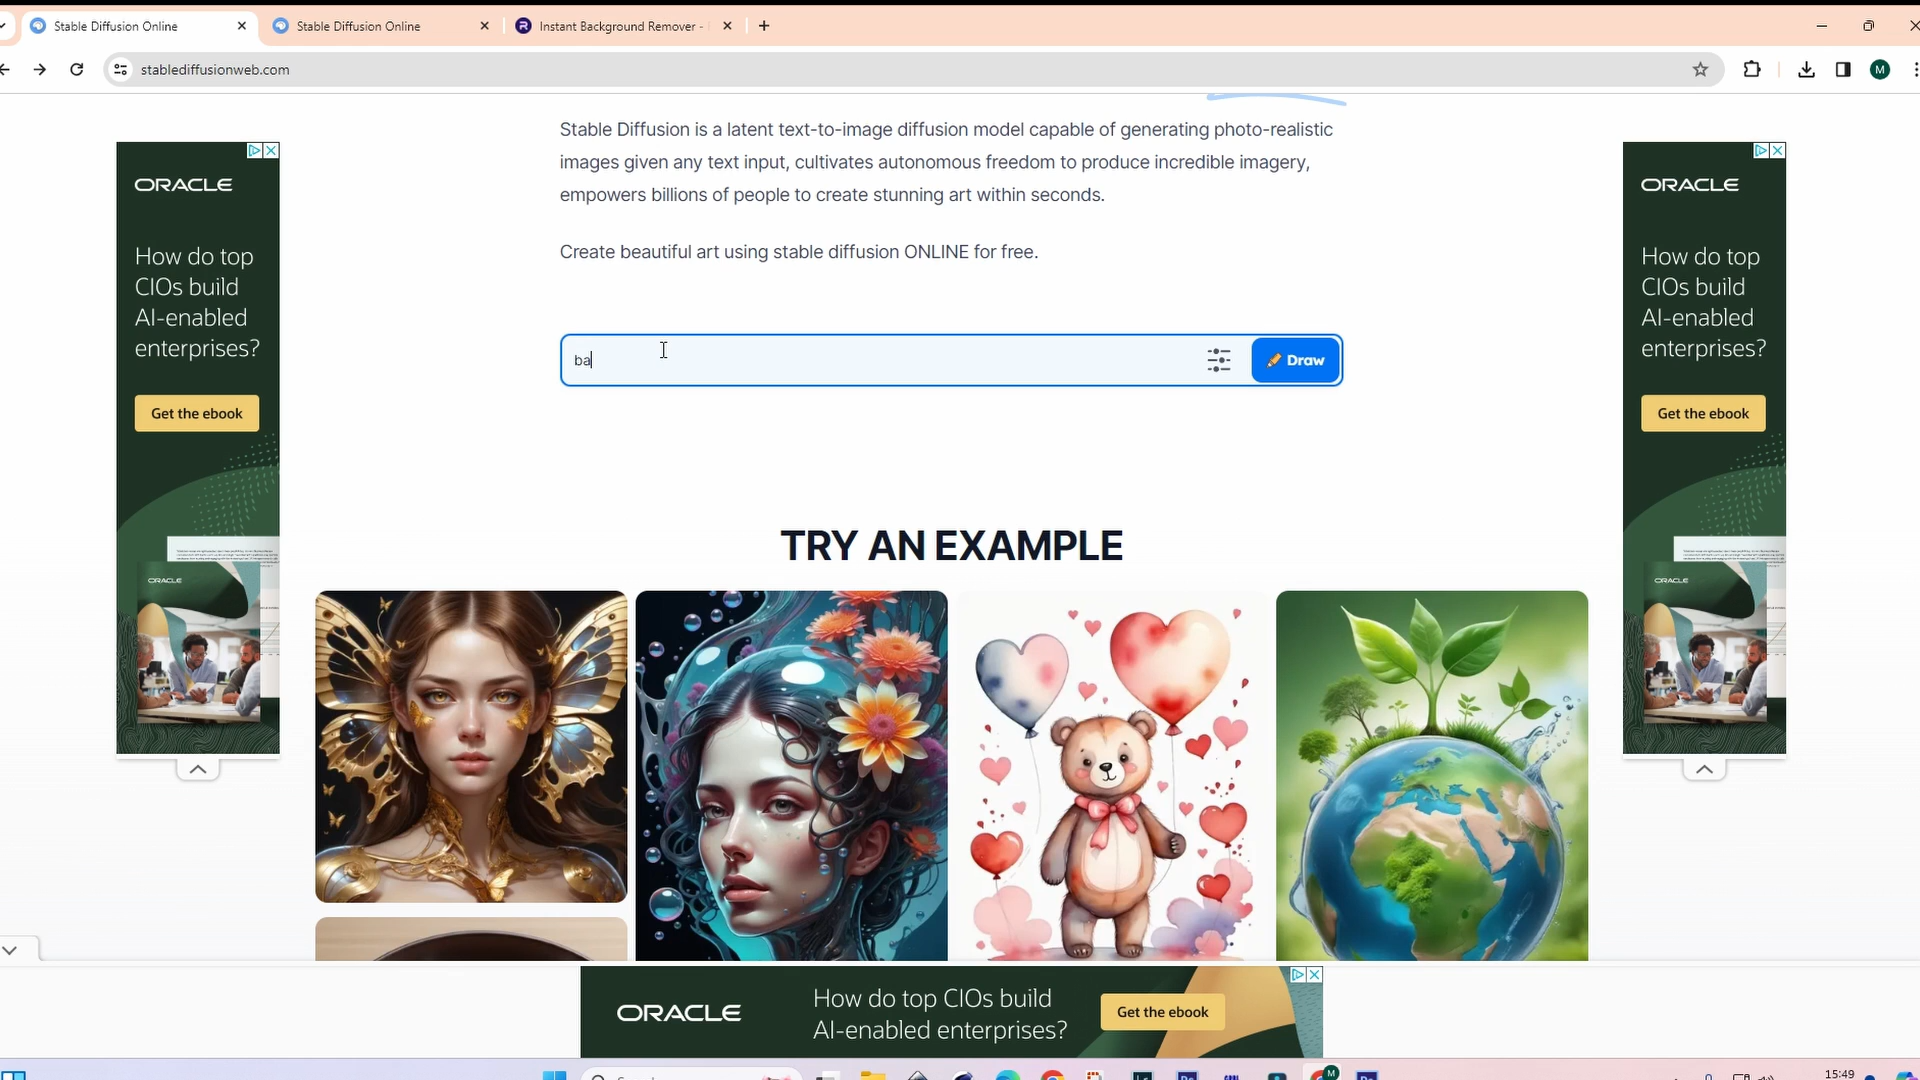 Stable Diffusion Online
Stable Diffusion Online
Instant Background Remover -
stablediffusionweb.com
M
Stable Diffusion is a latent text-to-image diffusion model capable of generating photo-realistic
images given any text input, cultivates autonomous freedom to produce incredible imagery,
empowers billions of people to create stunning art within seconds.
Create beautiful art using stable diffusion ONLINE for free.
ba
Draw
ORACLE
How do top
CIOs build
AI-enabled
enterprises?
Get the ebook
ORACLE
ORACLE
How do top
CIOs build
AI-enabled
enterprises?
Get the ebook
ORACLE
TRY AN EXAMPLE
ORACLE
How do top CIOs build
AI-enabled enterprises?
Get the ebook
M
15:49